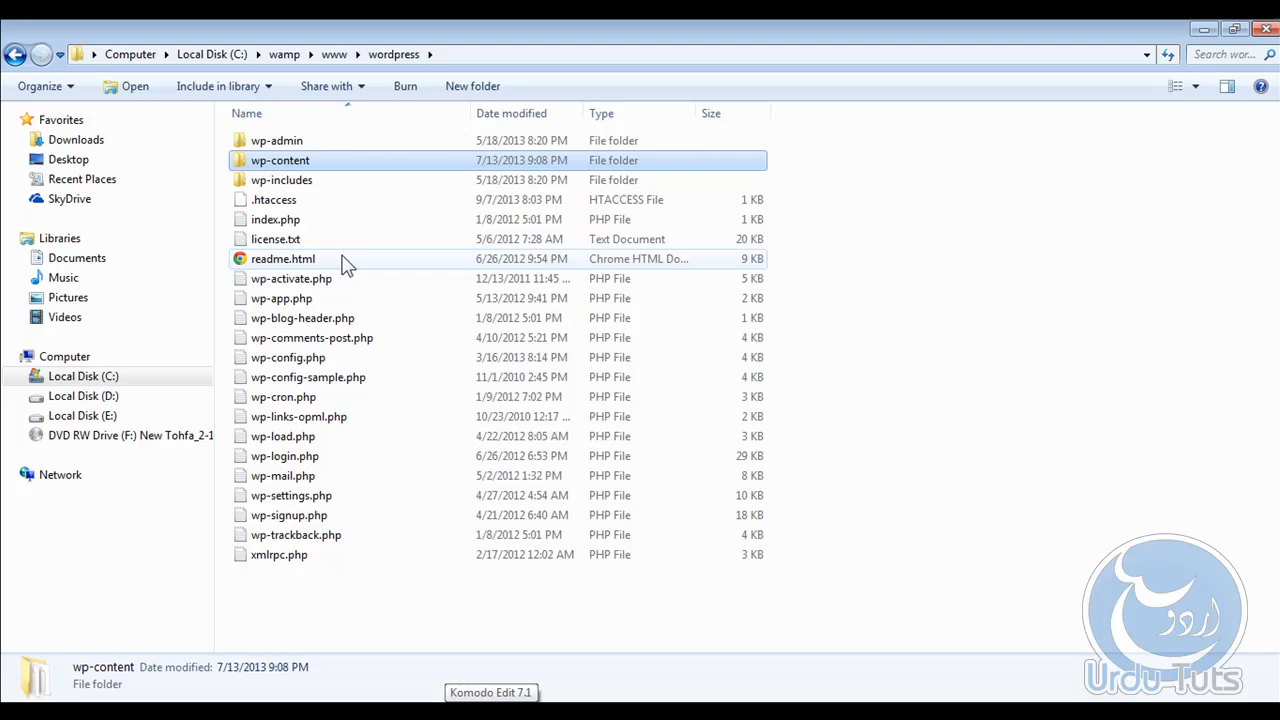 Computer Local Disk (C:) wamp www wordpress
Search wor...
Organize Open Include in library Share with Burn New folder
Name Date modified Type Size
Favorites
Downloads
Desktop
Recent Places
SkyDrive
Libraries
Documents
Music
Pictures
Videos
Computer
Local Disk (C:)
Local Disk (D:)
Local Disk (E:)
DVD RW Drive (F:) New Tohfa_2-1
Network
wp-admin 5/18/2013 8:20 PM File folder
wp-content 7/13/2013 9:08 PM File folder
wp-includes 5/18/2013 8:20 PM File folder
.htaccess 9/7/2013 8:03 PM HTACCESS File 1 KB
index.php 1/8/2012 5:01 PM PHP File 1 KB
license.txt 5/6/2012 7:28 AM Text Document 20 KB
readme.html 6/26/2012 9:54 PM Chrome HTML Do... 9 KB
wp-activate.php 12/13/2011 11:45 ... PHP File 5 KB
wp-app.php 5/13/2012 9:41 PM PHP File 2 KB
wp-blog-header.php 1/8/2012 5:01 PM PHP File 1 KB
wp-comments-post.php 4/10/2012 5:21 PM PHP File 4 KB
wp-config.php 3/16/2013 8:14 PM PHP File 4 KB
wp-config-sample.php 11/1/2010 2:45 PM PHP File 4 KB
wp-cron.php 1/9/2012 7:02 PM PHP File 3 KB
wp-links-opml.php 10/23/2010 12:17 ... PHP File 2 KB
wp-load.php 4/22/2012 8:05 AM PHP File 3 KB
wp-login.php 6/26/2012 6:53 PM PHP File 29 KB
wp-mail.php 5/2/2012 1:32 PM PHP File 8 KB
wp-settings.php 4/27/2012 4:54 AM PHP File 10 KB
wp-signup.php 4/21/2012 6:40 AM PHP File 18 KB
wp-trackback.php 1/8/2012 5:01 PM PHP File 4 KB
xmlrpc.php 2/17/2012 12:02 AM PHP File 3 KB
wp-content Date modified: 7/13/2013 9:08 PM
File folder
Komodo Edit 7.1
اردو
Urdu Tuts